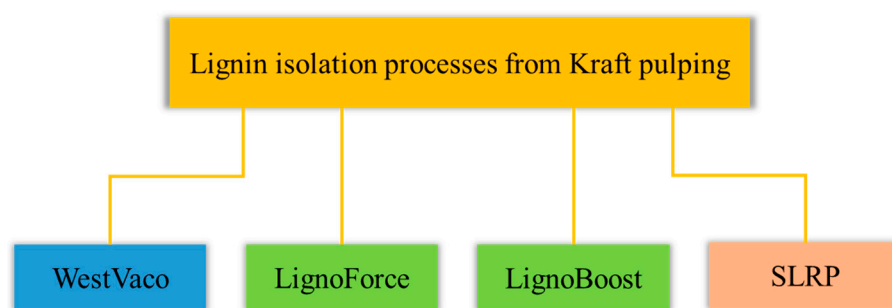 Lignin isolation processes from Kraft pulping
WestVaco
LignoForce
LignoBoost
SLRP